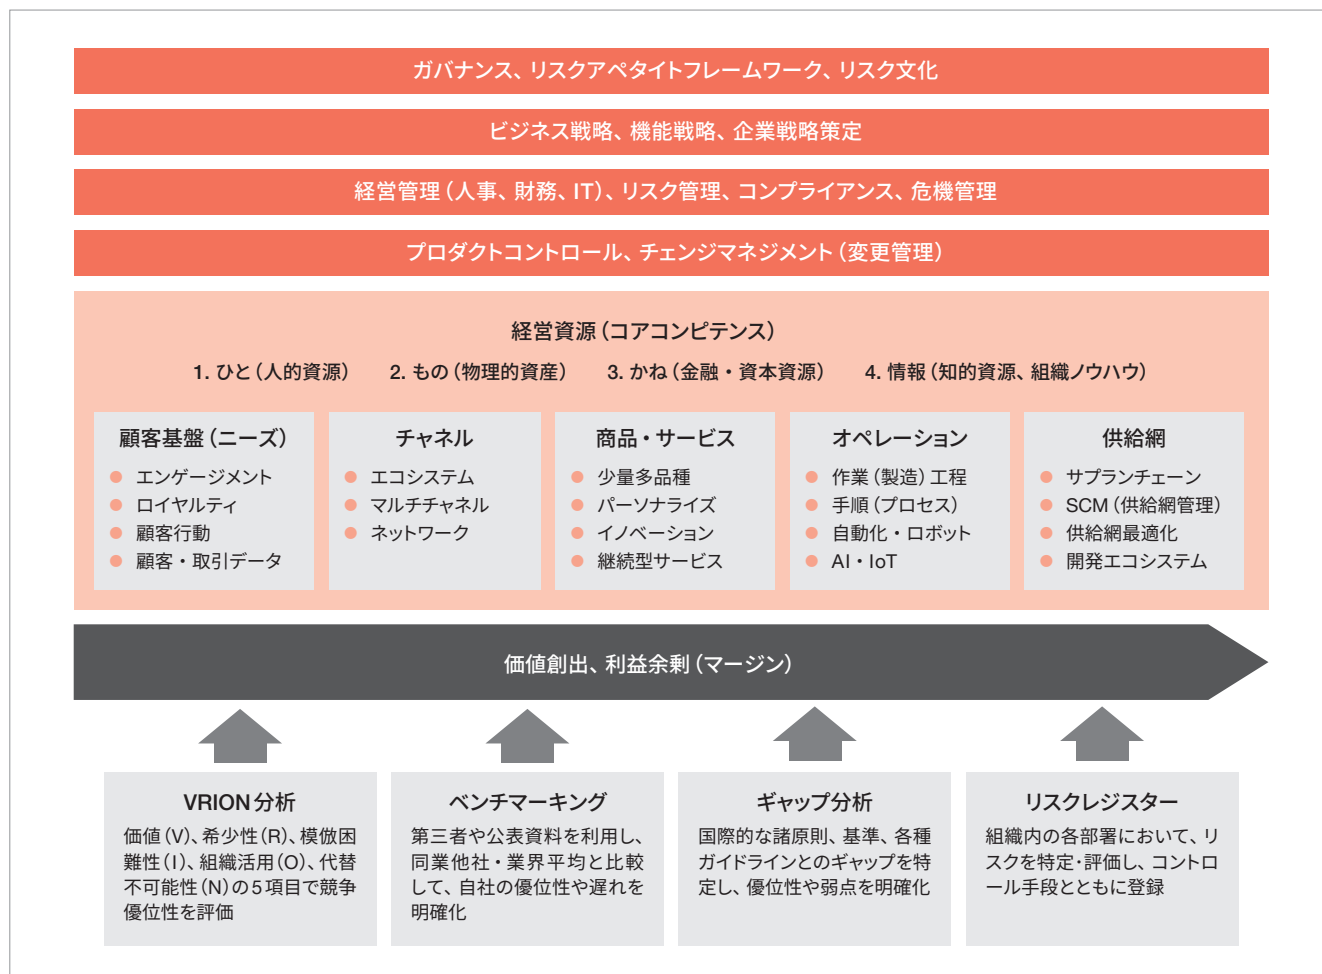 ガバナンス、リスクアペタイトフレームワーク、リスク文化
ビジネス戦略、機能戦略、企業戦略策定
経営管理（人事、財務、IT）、リスク管理、コンプライアンス、危機管理
プロダクトコントロール、チェンジマネジメント（変更管理）
経営資源（コアコンピテンス）
1. ひと（人的資源） 2. もの（物理的資産） 3. かね（金融・資本資源） 4. 情報（知的資源、組織ノウハウ）
顧客基盤（ニーズ）
● エンゲージメント
● ロイヤルティ
● 顧客行動
● 顧客・取引データ
チャネル
● エコシステム
● マルチチャネル
● ネットワーク
商品・サービス
● 少量多品種
● パーソナライズ
● イノベーション
● 継続型サービス
オペレーション
● 作業（製造）工程
● 手順（プロセス）
● 自動化・ロボット
● AI・IoT
供給網
● サプランチェーン
● SCM（供給網管理）
● 供給網最適化
● 開発エコシステム
価値創出、利益余剰（マージン）
VRION分析
価値（V）、希少性（R）、模倣困
難性（I）、組織活用（O）、代替
不可能性（N）の5項目で競争
優位性を評価
ベンチマーキング
第三者や公表資料を利用し、
同業他社・業界平均と比較
して、自社の優位性や遅れを
明確化
ギャップ分析
国際的な諸原則、基準、各種
ガイドラインとのギャップを特
定し、優位性や弱点を明確化
リスクレジスター
組織内の各部署において、リ
スクを特定・評価し、コントロ
ール手段とともに登録